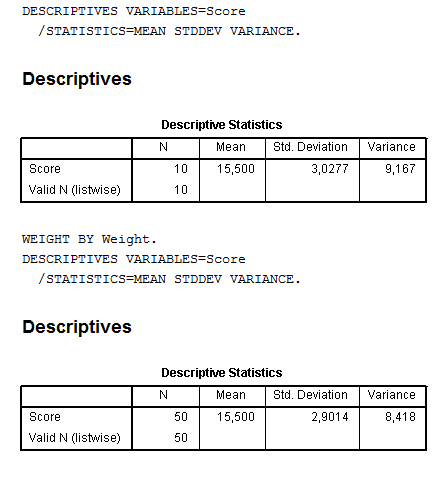 DESCRIPTIVES VARIABLES=Score
/STATISTICS=MEAN STDDEV VARIANCE.
Descriptives
Descriptive Statistics
N Mean Std. Deviation Variance
Score 10 15,500 3,0277 9,167
Valid N (listwise) 10
WEIGHT BY Weight.
DESCRIPTIVES VARIABLES=Score
/STATISTICS=MEAN STDDEV VARIANCE.
Descriptives
Descriptive Statistics
N Mean Std. Deviation Variance
Score 50 15,500 2,9014 8,418
Valid N (listwise) 50